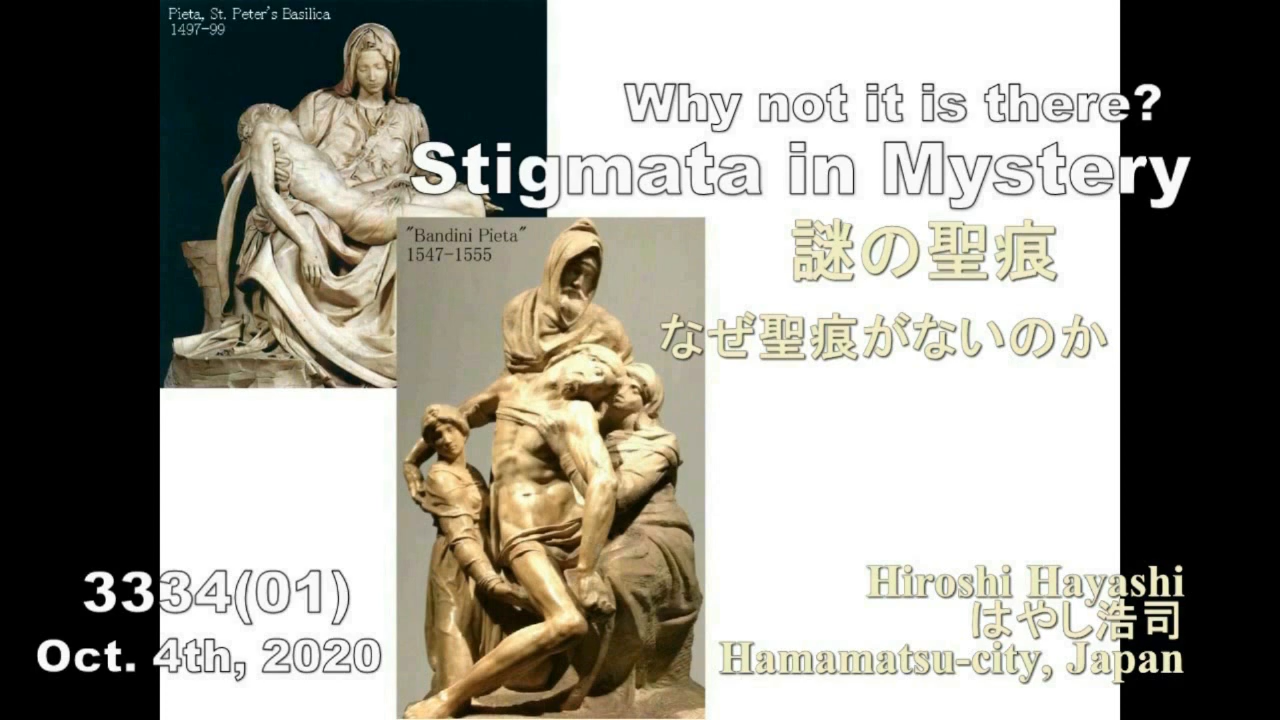 Pieta, St. Peter's Basilica
1497-99
Why not it is there?
Stigmata in Mystery
謎の聖痕
"Bandini Pieta"
1547-1555
なぜ聖痕がないのか
3334(01)
Oct. 4th, 2020
Hiroshi Hayashi
はやし浩司
Hamamatsu-city, Japan